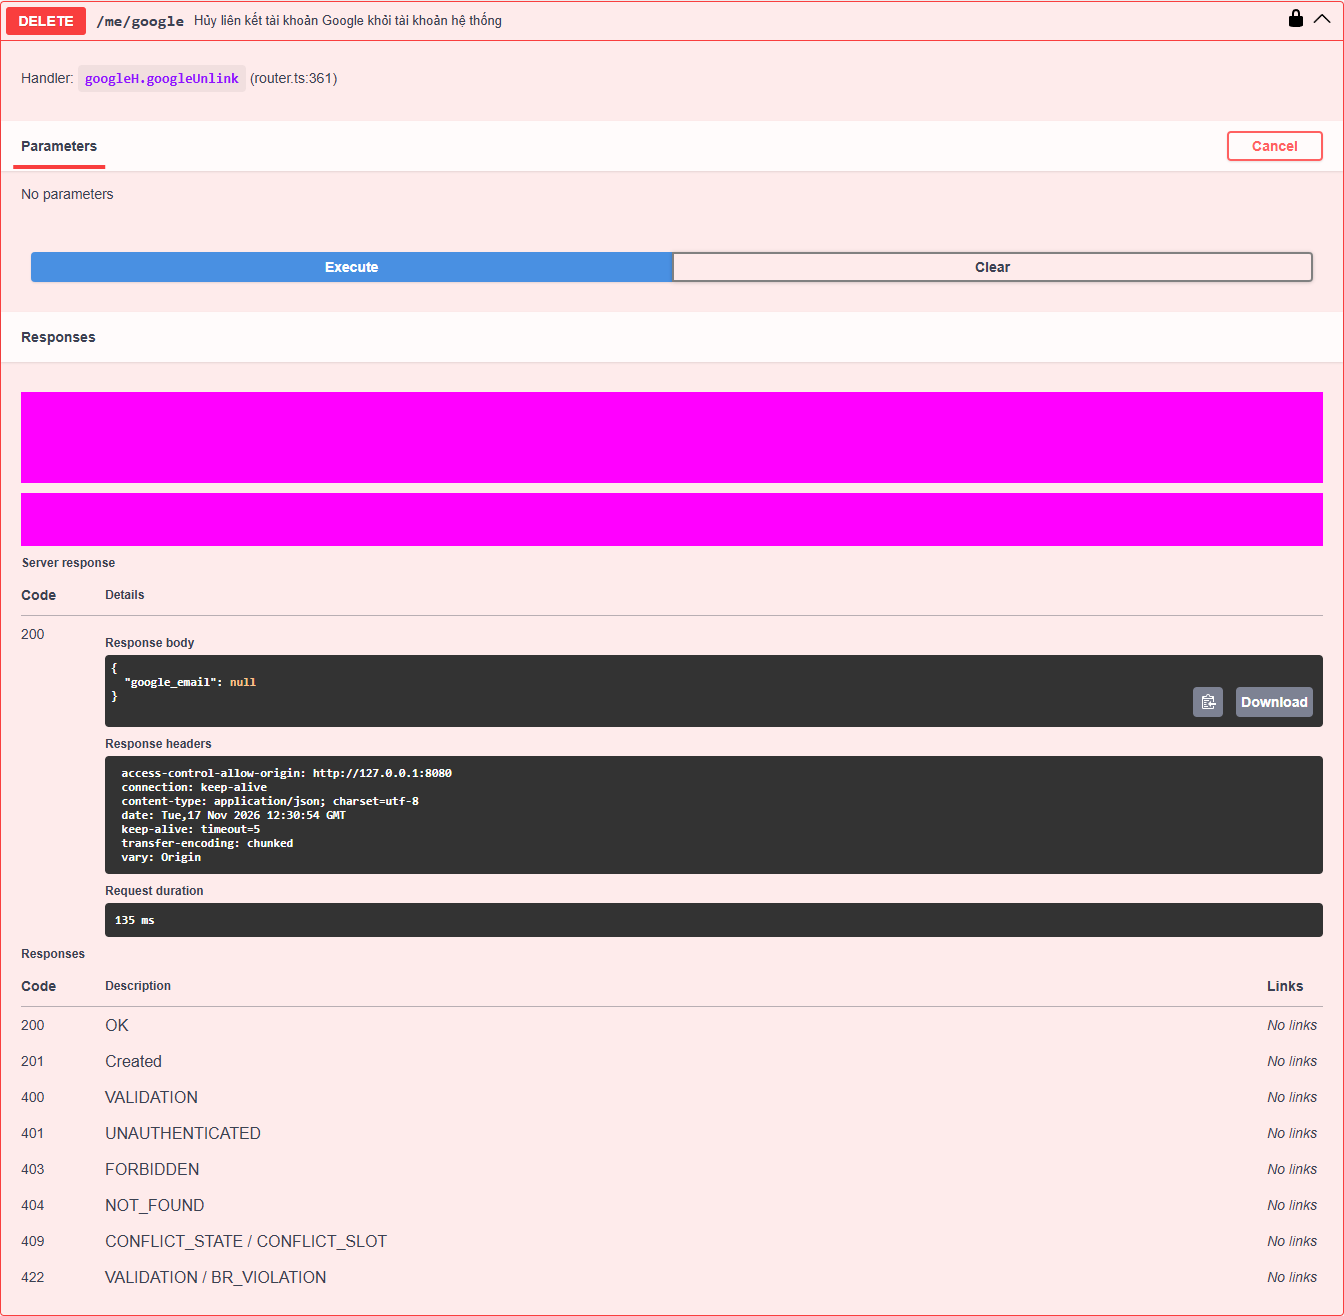 DELETE /me/google Hủy liên kết tài khoản Google khỏi tài khoản hệ thống
Handler: googleH.googleUnlink (router.ts:361)
Parameters
Cancel
No parameters
Execute
Clear
Responses
Server response
Code Details
200
Response body
{
"google_email": null
}
Download
Response headers
access-control-allow-origin: http://127.0.0.1:8080
connection: keep-alive
content-type: application/json; charset=utf-8
date: Tue,17 Nov 2026 12:30:54 GMT
keep-alive: timeout=5
transfer-encoding: chunked
vary: Origin
Request duration
135 ms
Responses
Code Description Links
200 OK No links
201 Created No links
400 VALIDATION No links
401 UNAUTHENTICATED No links
403 FORBIDDEN No links
404 NOT_FOUND No links
409 CONFLICT_STATE / CONFLICT_SLOT No links
422 VALIDATION / BR_VIOLATION No links